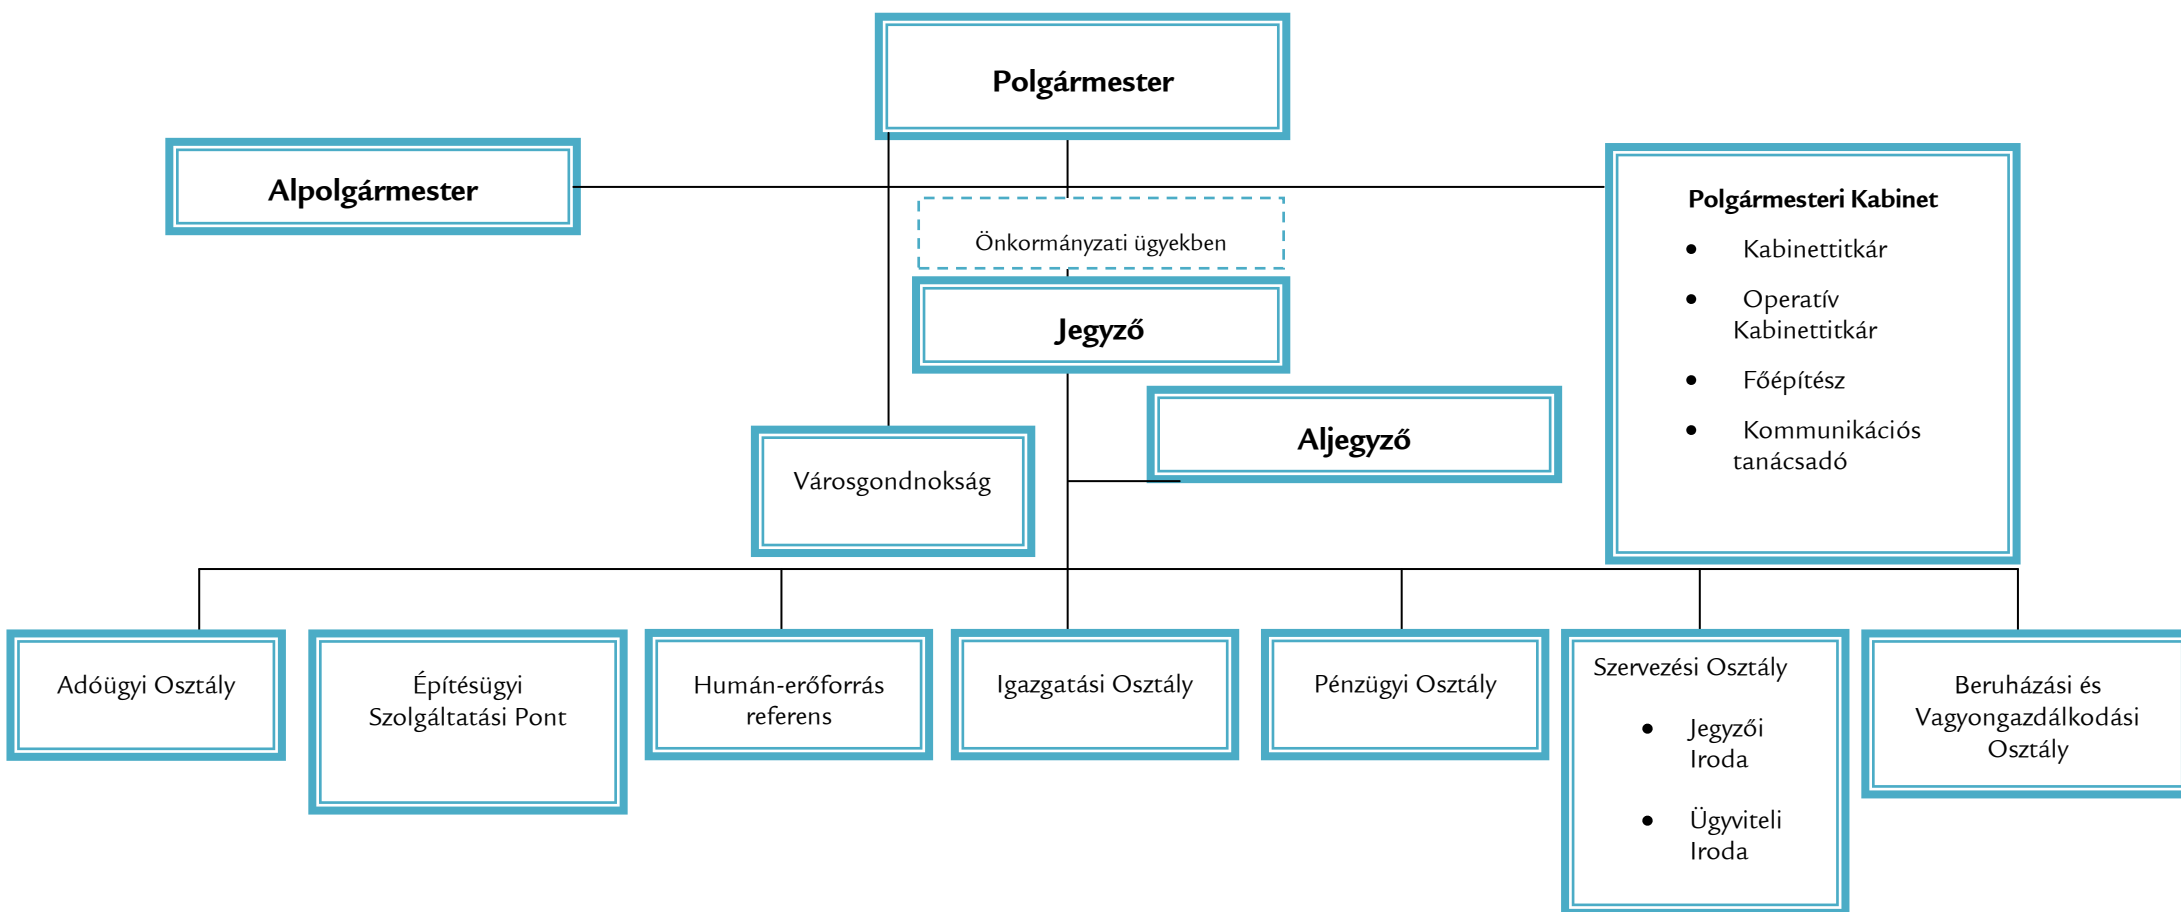 Polgármester
Alpolgármester
Polgármesteri Kabinet
• Kabinettitkár
• Operatív
Kabinettitkár
• Főépítész
• Kommunikációs
tanácsadó
Önkormányzati ügyekben
Jegyző
Aljegyző
Városgondnokság
Adóügyi Osztály
Építésügyi
Szolgáltatási Pont
Humán-erőforrás
referens
Igazgatási Osztály
Pénzügyi Osztály
Szervezési Osztály
• Jegyzői
Iroda
• Ügyviteli
Iroda
Beruházási és
Vagyongazdálkodási
Osztály